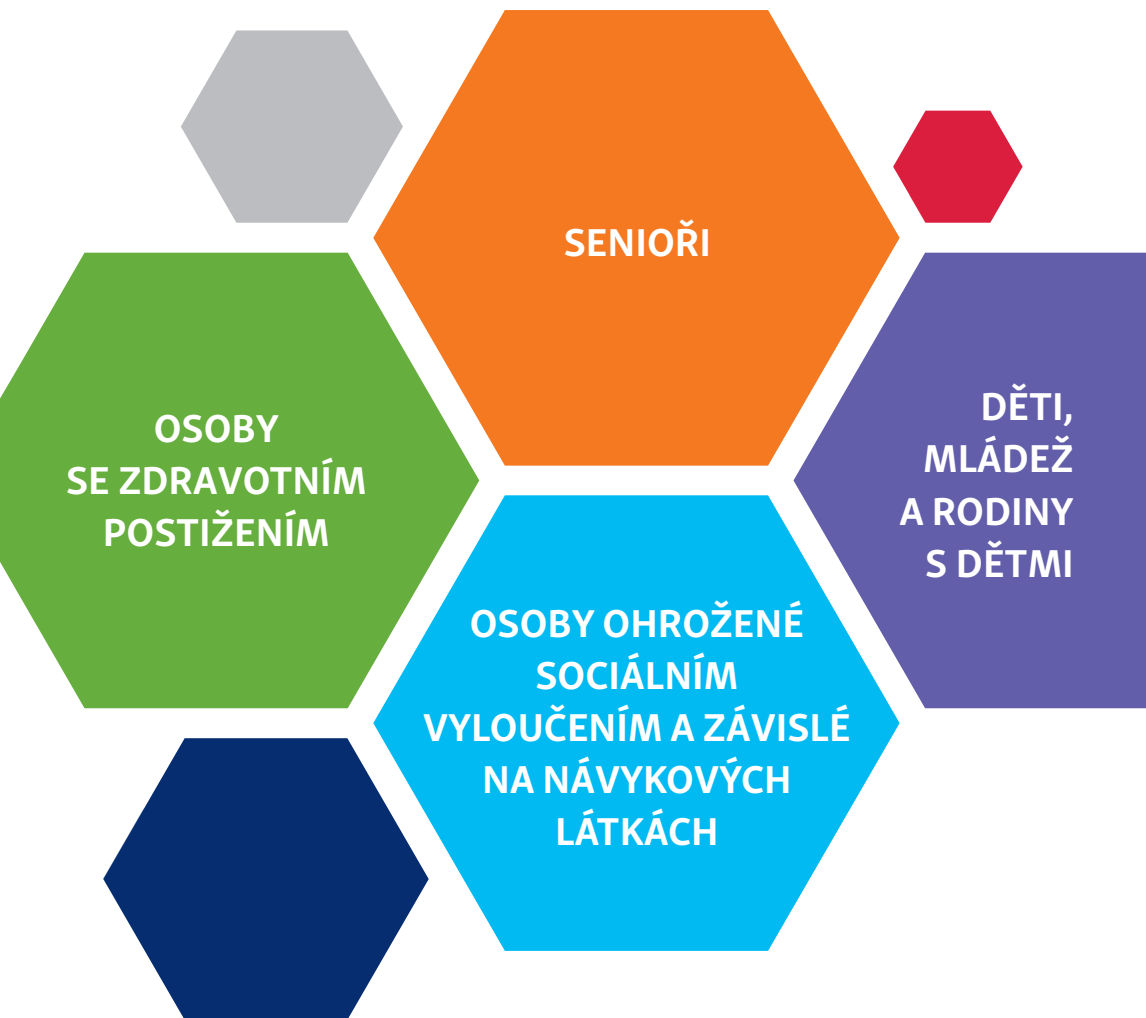 SENIOŘI
OSOBY
SE ZDRAVOTNÍM
POSTIŽENÍM
DĚTI,
MLÁDEŽ
A RODINY
S DĚTMI
OSOBY OHROŽENÉ
SOCIÁLNÍM
VYLOUČENÍM A ZÁVISLÉ
NA NÁVYKOVÝCH
LÁTKÁCH